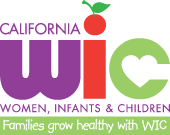 CALIFORNIA
wic
WOMEN, INFANTS & CHILDREN
Families grow healthy with WIC